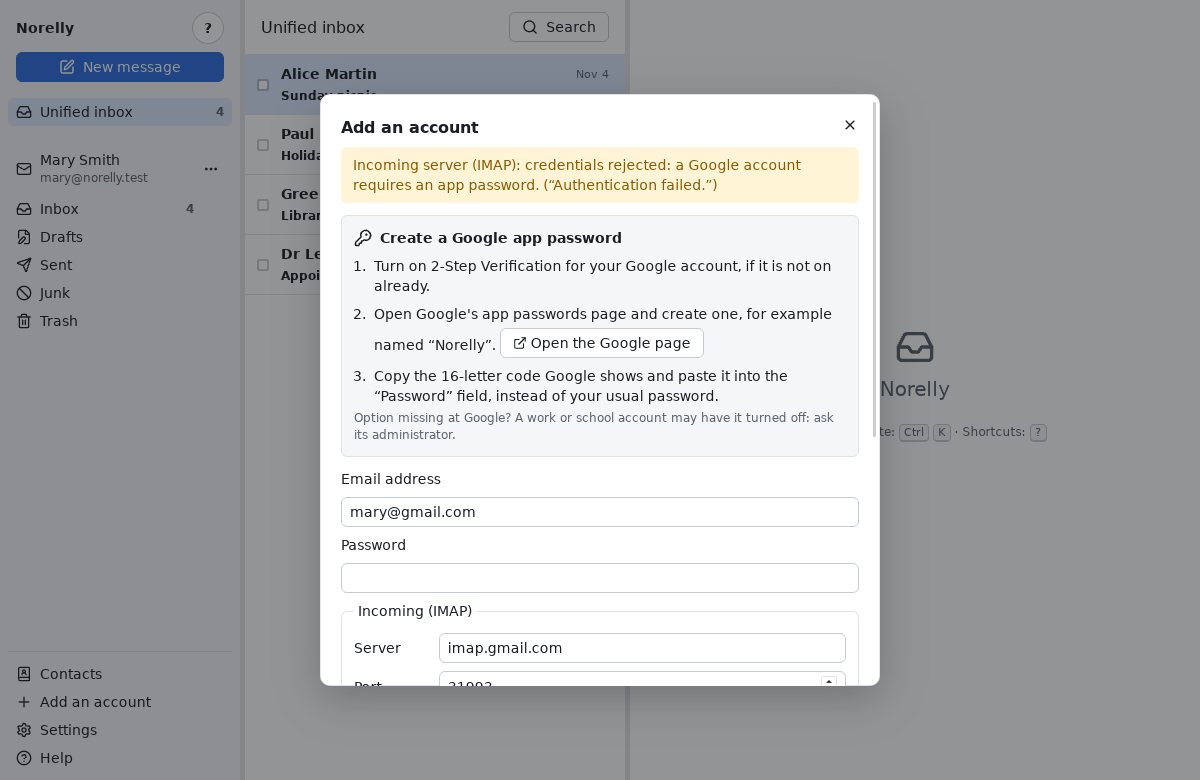 Norelly
?
New message
Unified inbox
4
Mary Smith
mary@norelly.test
Inbox
4
Drafts
Sent
Junk
Trash
Contacts
Add an account
Settings
Help
Unified inbox
Search
Alice Martin
Nov 4
Sunday picnic
Paul
Holida
Gree
Librar
Dr Le
Appoi
Add an account
Incoming server (IMAP): credentials rejected: a Google account
requires an app password. (“Authentication failed.”)
Create a Google app password
1. Turn on 2-Step Verification for your Google account, if it is not on
already.
2. Open Google's app passwords page and create one, for example
named “Norelly”. Open the Google page
3. Copy the 16-letter code Google shows and paste it into the
“Password” field, instead of your usual password.
Option missing at Google? A work or school account may have it turned off: ask
its administrator.
Email address
mary@gmail.com
Password
Incoming (IMAP)
Server
imap.gmail.com
Port
31993
Norelly
te: Ctrl K · Shortcuts: ?